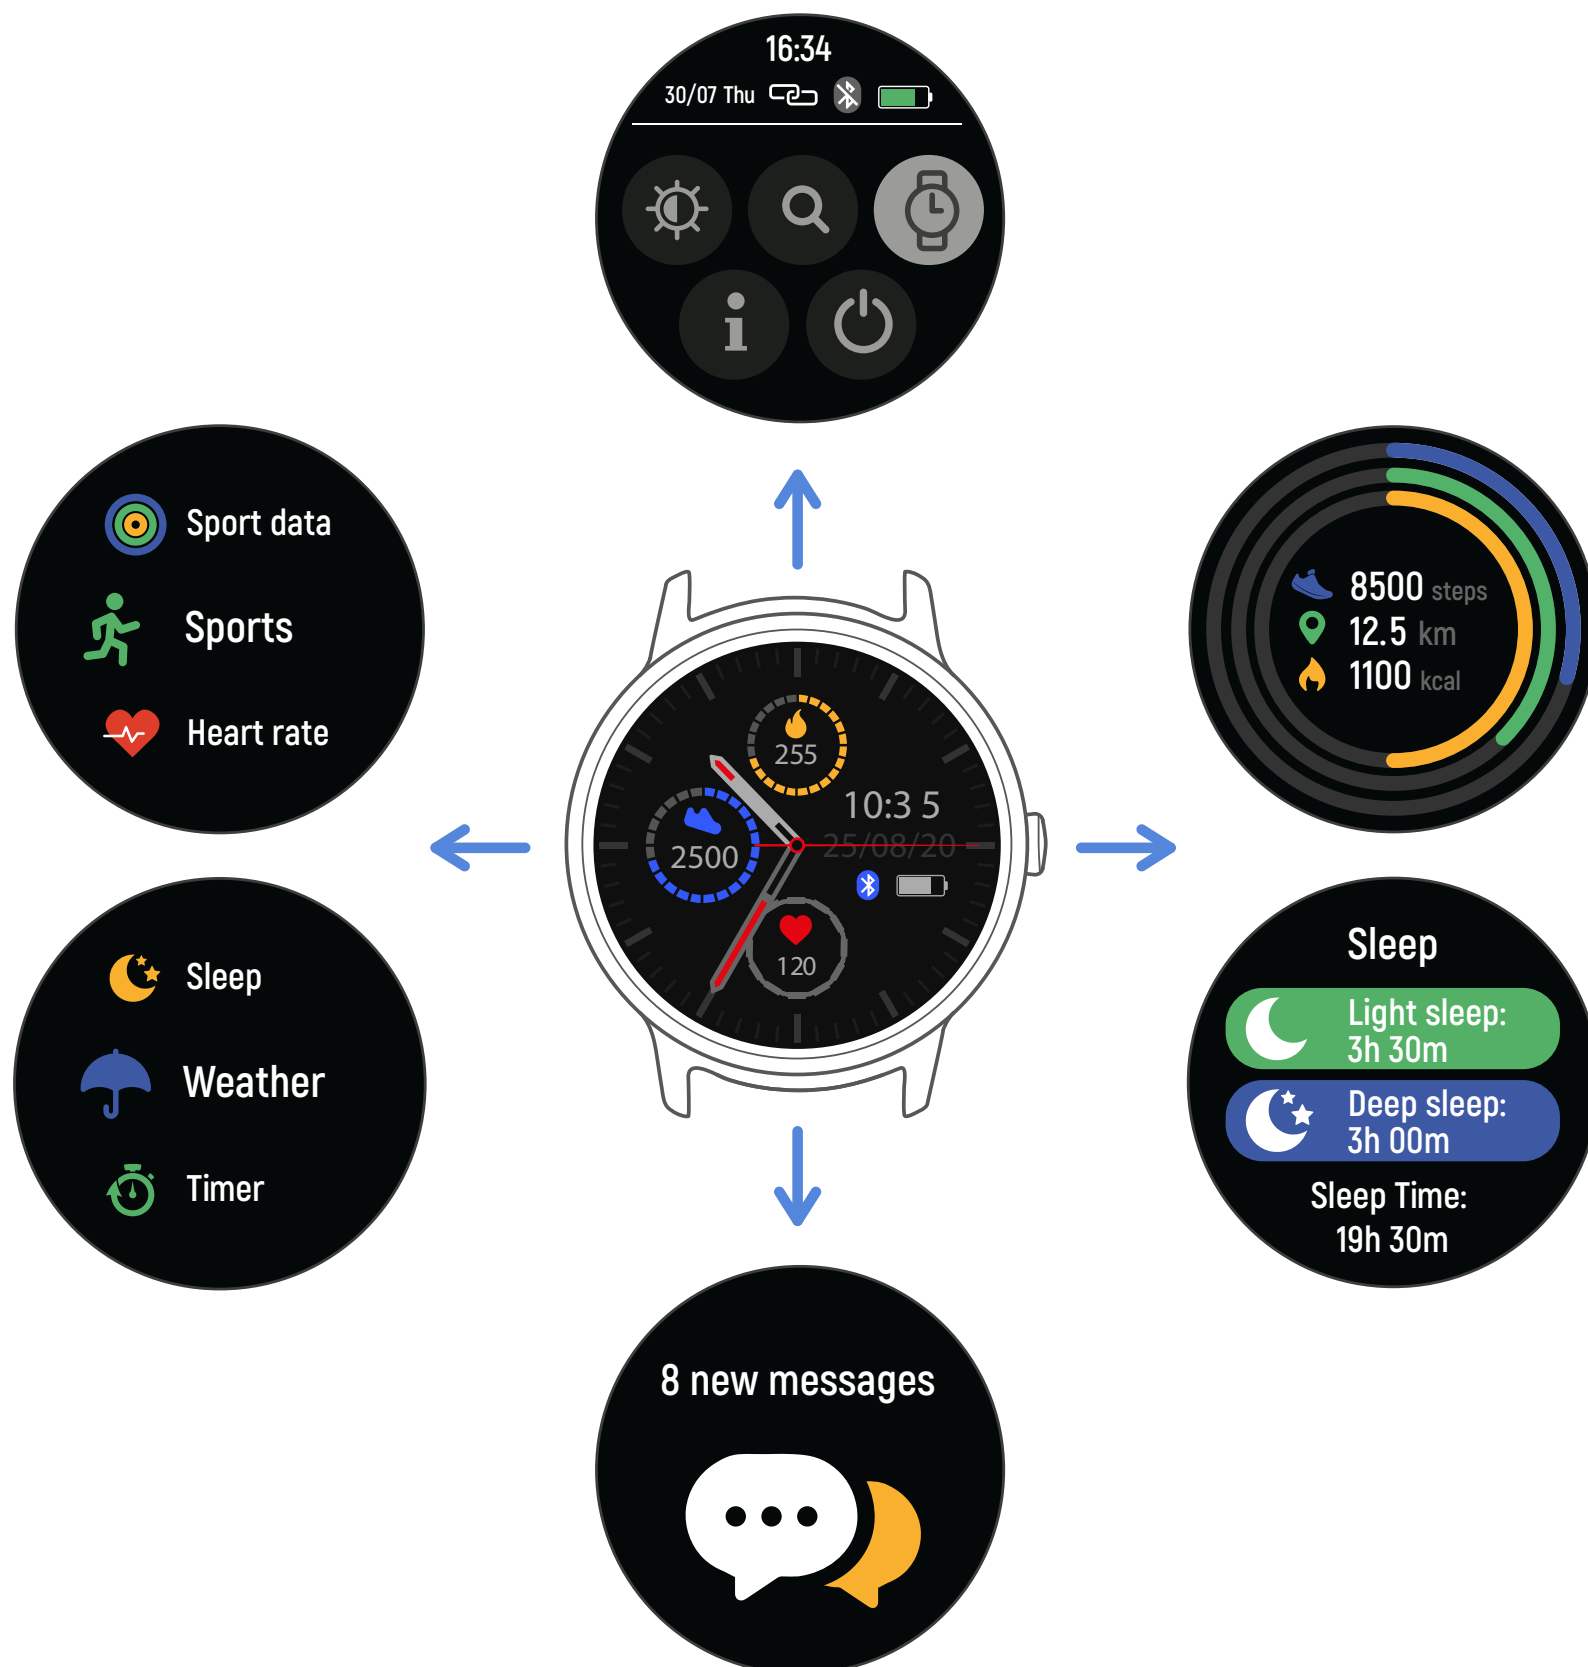 16:34
30/07 Thu
Sport data
Sports
Heart rate
8500 steps
12.5 km
1100 kcal
255
10:3 5
2500
25/08/20
120
Sleep
Weather
Timer
Sleep
Light sleep:
3h 30m
Deep sleep:
3h 00m
Sleep Time:
19h 30m
8 new messages